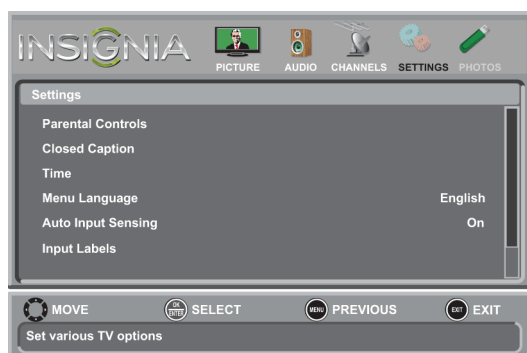 INSIGNIA
PICTURE AUDIO CHANNELS SETTINGS PHOTOS
Settings
Parental Controls
Closed Caption
Time
Menu Language English
Auto Input Sensing On
Input Labels
MOVE OK ENTER SELECT MENU PREVIOUS EXIT EXIT
Set various TV options